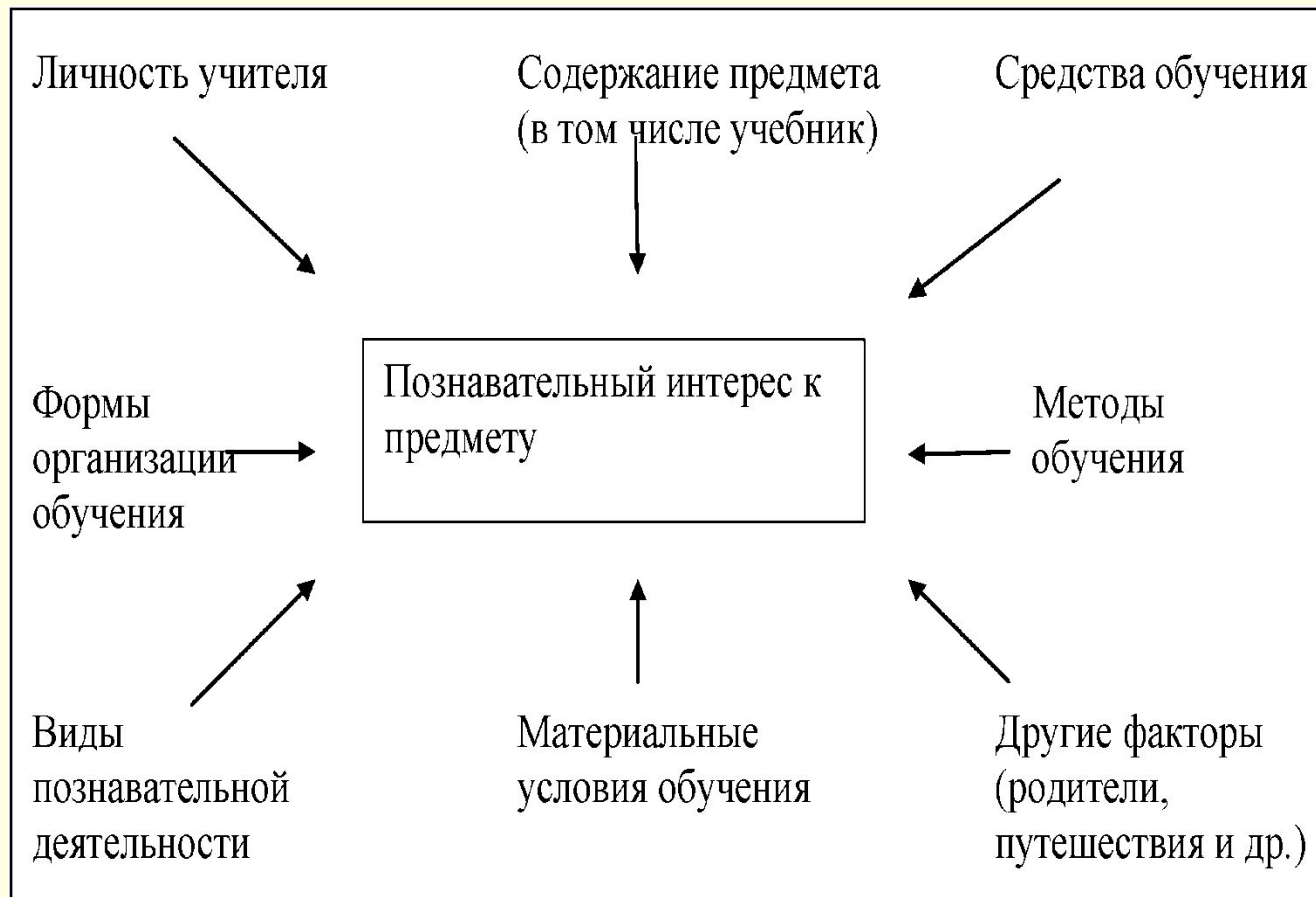 Личность учителя
Содержание предмета
(в том числе учебник)
Средства обучения
Формы
организации
обучения
Познавательный интерес к
предмету
Методы
обучения
Виды
познавательной
деятельности
Материальные
условия обучения
Другие факторы
(родители,
путешествия и др.)